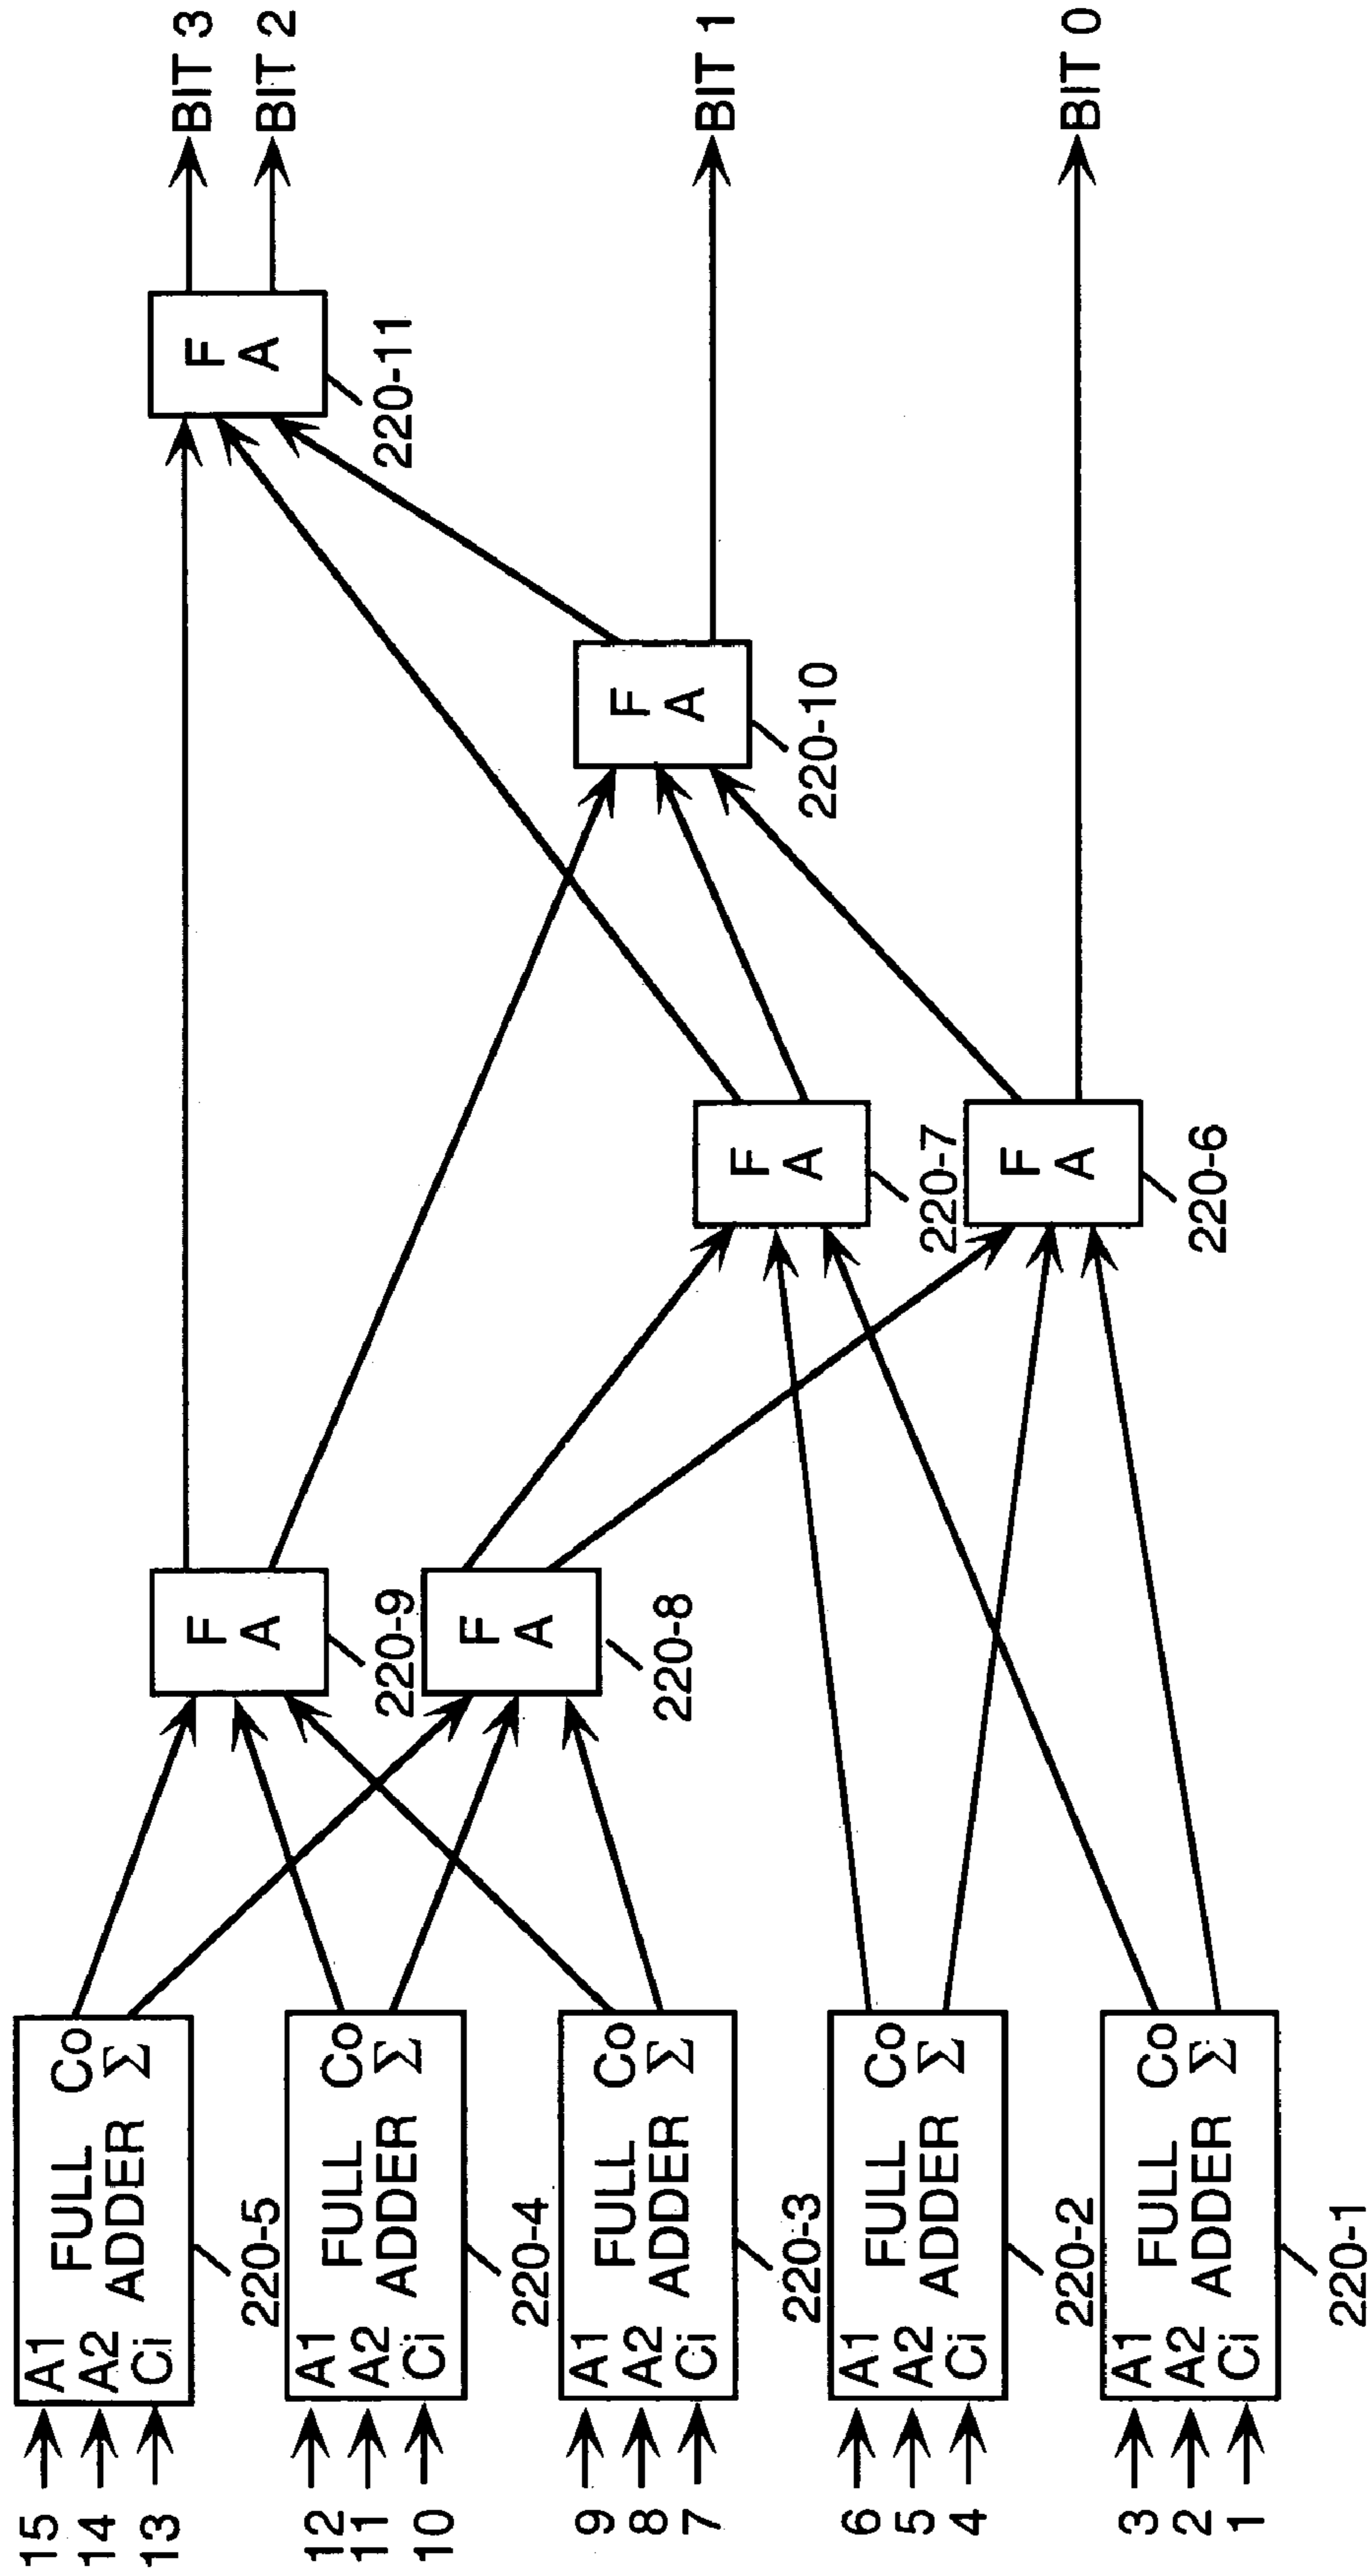 15
14
13
A1
A2
Ci
FULL
ADDER
Co
Σ
220-5
12
11
10
A1
A2
Ci
FULL
ADDER
Co
Σ
220-4
9
8
7
A1
A2
Ci
FULL
ADDER
Co
Σ
220-3
6
5
4
A1
A2
Ci
FULL
ADDER
Co
Σ
220-2
3
2
1
A1
A2
Ci
FULL
ADDER
Co
Σ
220-1
F
A
220-9
F
A
220-8
F
A
220-7
F
A
220-6
F
A
220-10
F
A
220-11
BIT 3
BIT 2
BIT 1
BIT 0